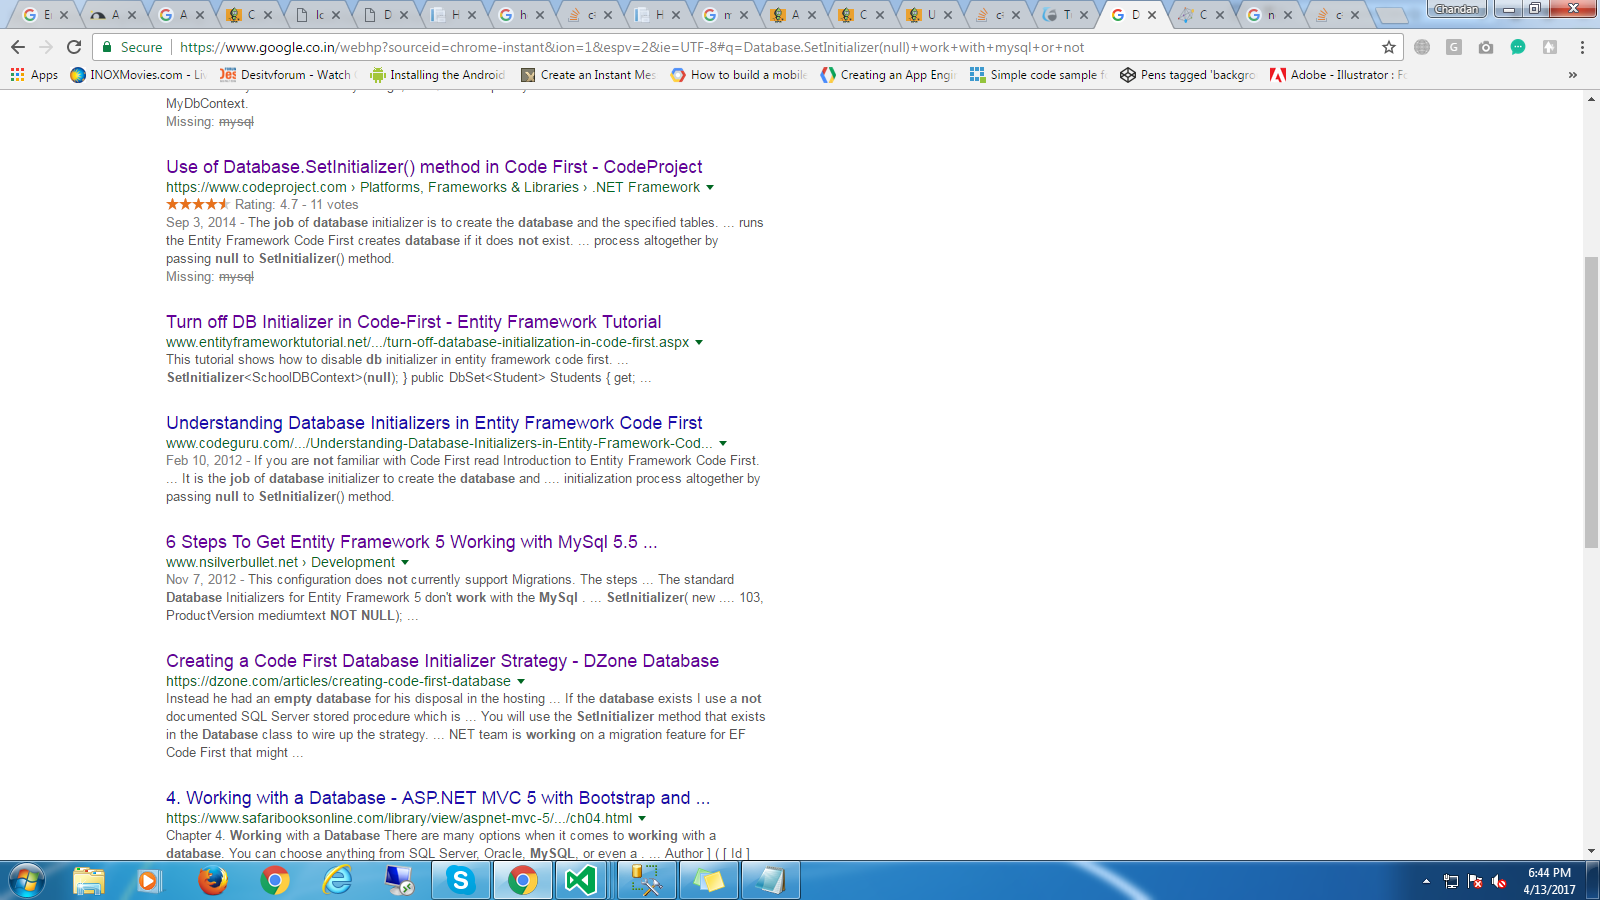 E
A
A
C
Ic
D
H
h
c
H
m
A
C
U
c
T
D
C
n
c
Chandan
Secure
https://www.google.co.in/webhp?sourceid=chrome-instant&ion=1&espv=2&ie=UTF-8#q=Database.SetInitializer(null)+work+with+mysql+or+not
Apps
INOXMovies.com - Liv
Desitvforum - Watch
Installing the Android
Create an Instant Mes
How to build a mobile
Creating an App Engi
Simple code sample f
Pens tagged 'backgro
Adobe - Illustrator : Fo
»
MyDbContext.
Missing: mysql
Use of Database.SetInitializer() method in Code First - CodeProject
https://www.codeproject.com › Platforms, Frameworks & Libraries › .NET Framework
Rating: 4.7 - 11 votes
Sep 3, 2014 - The job of database initializer is to create the database and the specified tables. ... runs
the Entity Framework Code First creates database if it does not exist. ... process altogether by
passing null to SetInitializer() method.
Missing: mysql
Turn off DB Initializer in Code-First - Entity Framework Tutorial
www.entityframeworktutorial.net/.../turn-off-database-initialization-in-code-first.aspx
This tutorial shows how to disable db initializer in entity framework code first. ...
SetInitializer<SchoolDBContext>(null); } public DbSet<Student> Students { get; ...
Understanding Database Initializers in Entity Framework Code First
www.codeguru.com/.../Understanding-Database-Initializers-in-Entity-Framework-Cod...
Feb 10, 2012 - If you are not familiar with Code First read Introduction to Entity Framework Code First.
... It is the job of database initializer to create the database and .... initialization process altogether by
passing null to SetInitializer() method.
6 Steps To Get Entity Framework 5 Working with MySql 5.5 ...
www.nsilverbullet.net › Development
Nov 7, 2012 - This configuration does not currently support Migrations. The steps ... The standard
Database Initializers for Entity Framework 5 don't work with the MySql . ... SetInitializer( new .... 103,
ProductVersion mediumtext NOT NULL); ...
Creating a Code First Database Initializer Strategy - DZone Database
https://dzone.com/articles/creating-code-first-database
Instead he had an empty database for his disposal in the hosting ... If the database exists I use a not
documented SQL Server stored procedure which is ... You will use the SetInitializer method that exists
in the Database class to wire up the strategy. ... NET team is working on a migration feature for EF
Code First that might ...
4. Working with a Database - ASP.NET MVC 5 with Bootstrap and ...
https://www.safaribooksonline.com/library/view/aspnet-mvc-5/.../ch04.html
Chapter 4. Working with a Database There are many options when it comes to working with a
database. You can choose anything from SQL Server, Oracle, MySQL, or even a . ... Author ] ( [ Id ]
6:44 PM
4/13/2017